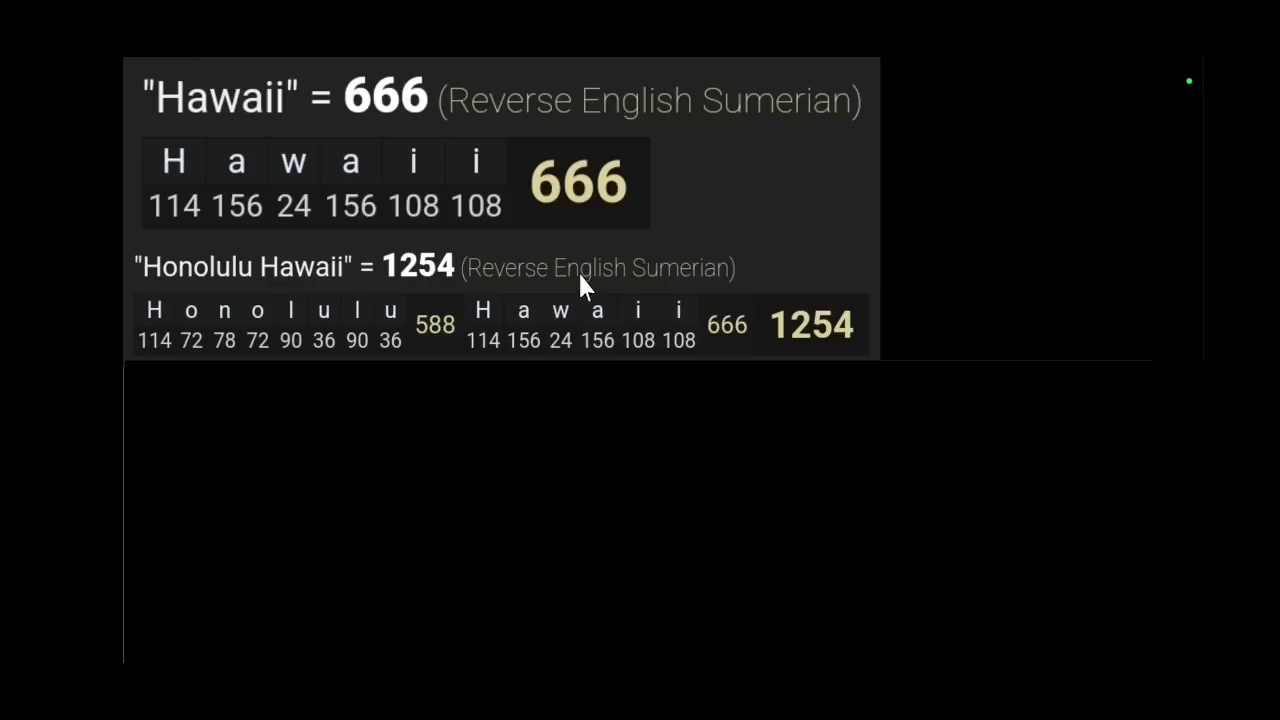 "Hawaii" = 666 (Reverse English Sumerian)
H a w a i i
666
114 156 24 156 108 108
"Honolulu Hawaii" = 1254 (Reverse English Sumerian)
H o n o l u l u 588 H a w a i i 666 1254
114 72 78 72 90 36 90 36 114 156 24 156 108 108